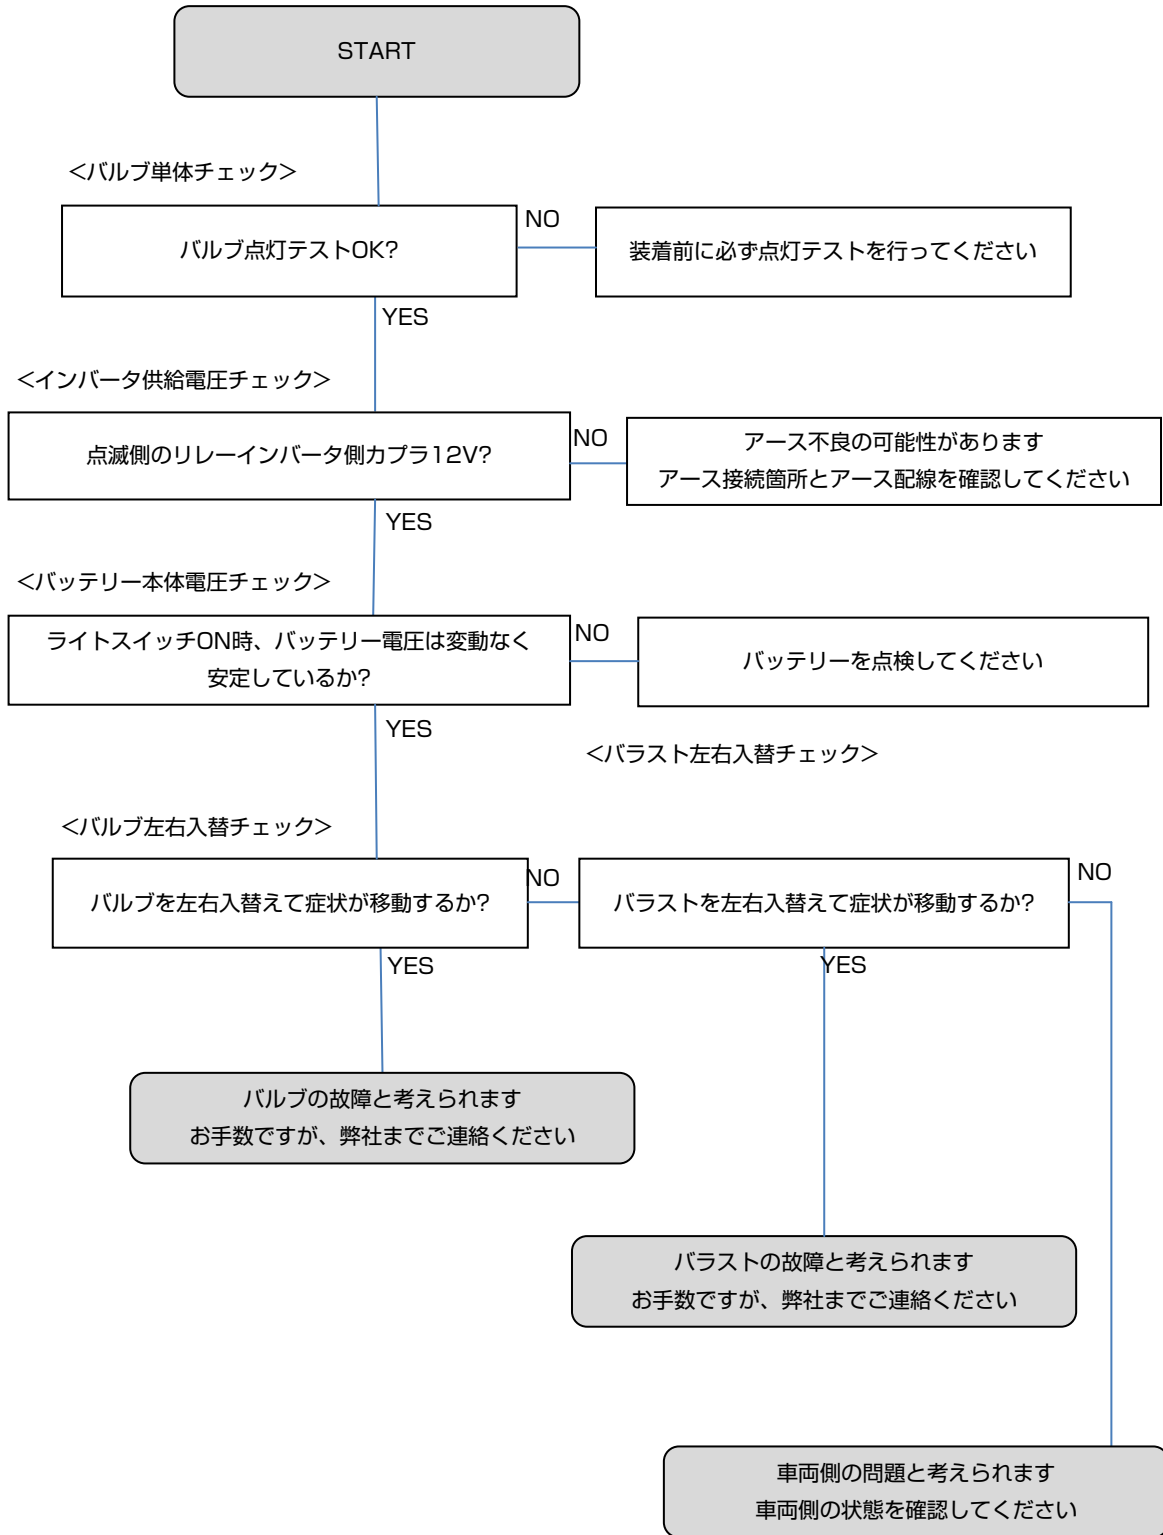 START
＜バルブ単体チェック＞
バルブ点灯テストOK?
NO
装着前に必ず点灯テストを行ってください
YES
＜インバータ供給電圧チェック＞
点滅側のリレーインバータ側カプラ12V?
NO
アース不良の可能性があります
アース接続箇所とアース配線を確認してください
YES
＜バッテリー本体電圧チェック＞
ライトスイッチON時、バッテリー電圧は変動なく
安定しているか?
NO
バッテリーを点検してください
YES
＜バラスト左右入替チェック＞
＜バルブ左右入替チェック＞
バルブを左右入替えて症状が移動するか?
NO
バラストを左右入替えて症状が移動するか?
NO
YES
YES
バルブの故障と考えられます
お手数ですが、弊社までご連絡ください
バラストの故障と考えられます
お手数ですが、弊社までご連絡ください
車両側の問題と考えられます
車両側の状態を確認してください